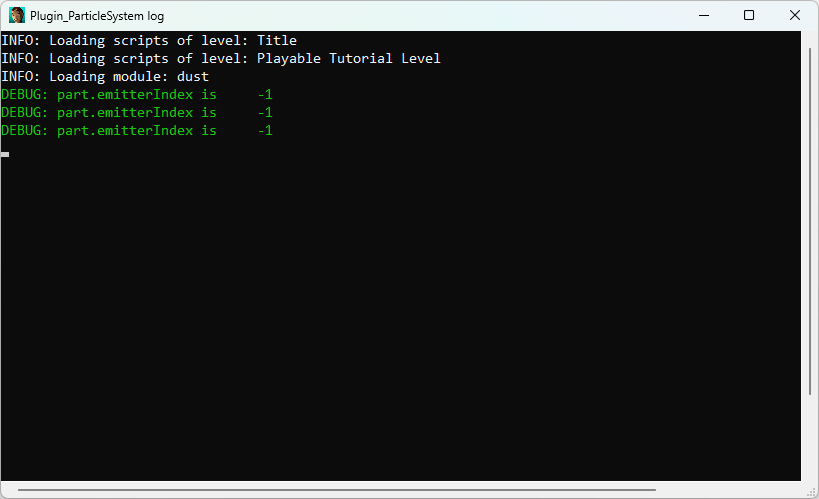 Plugin_ParticleSystem log
INFO: Loading scripts of level: Title
INFO: Loading scripts of level: Playable Tutorial Level
INFO: Loading module: dust
DEBUG: part.emitterIndex is     -1
DEBUG: part.emitterIndex is     -1
DEBUG: part.emitterIndex is     -1